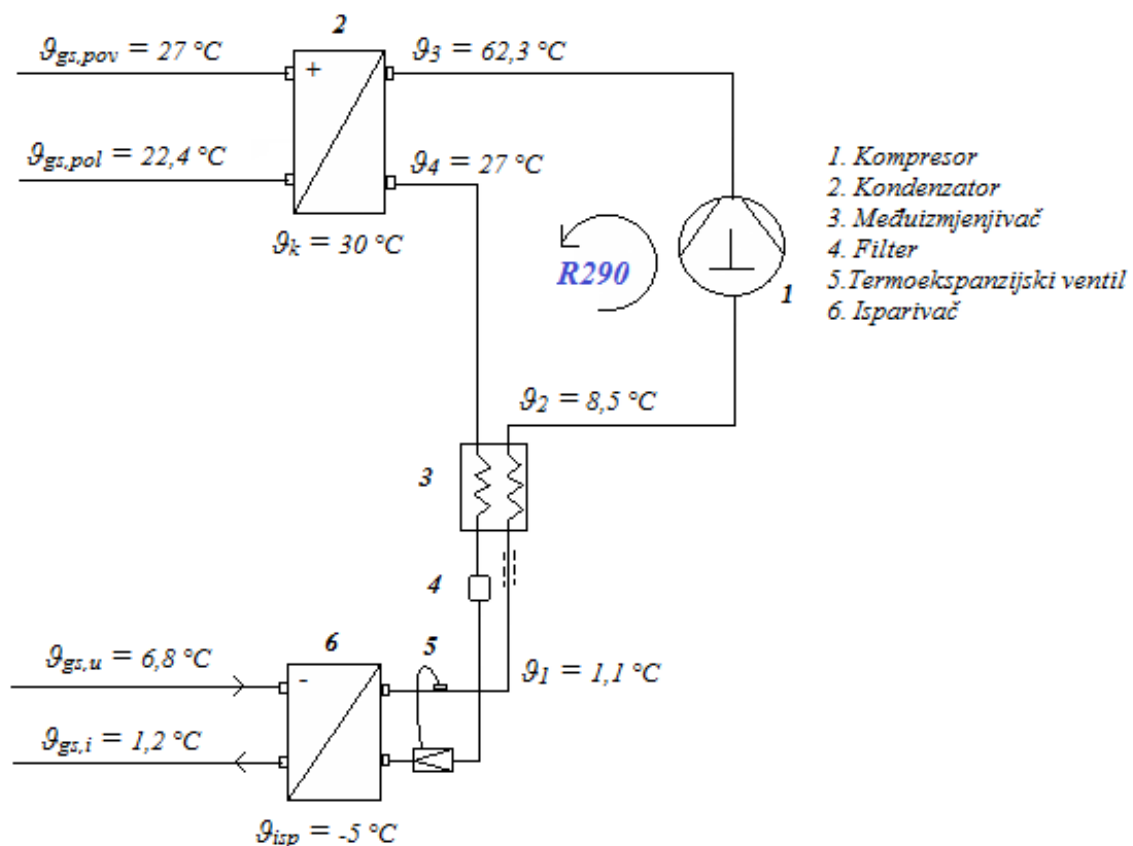 2
ϑgs,pov = 27 °C
ϑ3 = 62,3 °C
+
ϑgs,pol = 22,4 °C
ϑ4 = 27 °C
ϑk = 30 °C
R290
1
1. Kompresor
2. Kondenzator
3. Međuizmjenjivač
4. Filter
5.Termoekspanzijski ventil
6. Isparivač
ϑ2 = 8,5 °C
3
4
6
5
ϑgs,u = 6,8 °C
-
ϑ1 = 1,1 °C
ϑgs,i = 1,2 °C
ϑisp = -5 °C